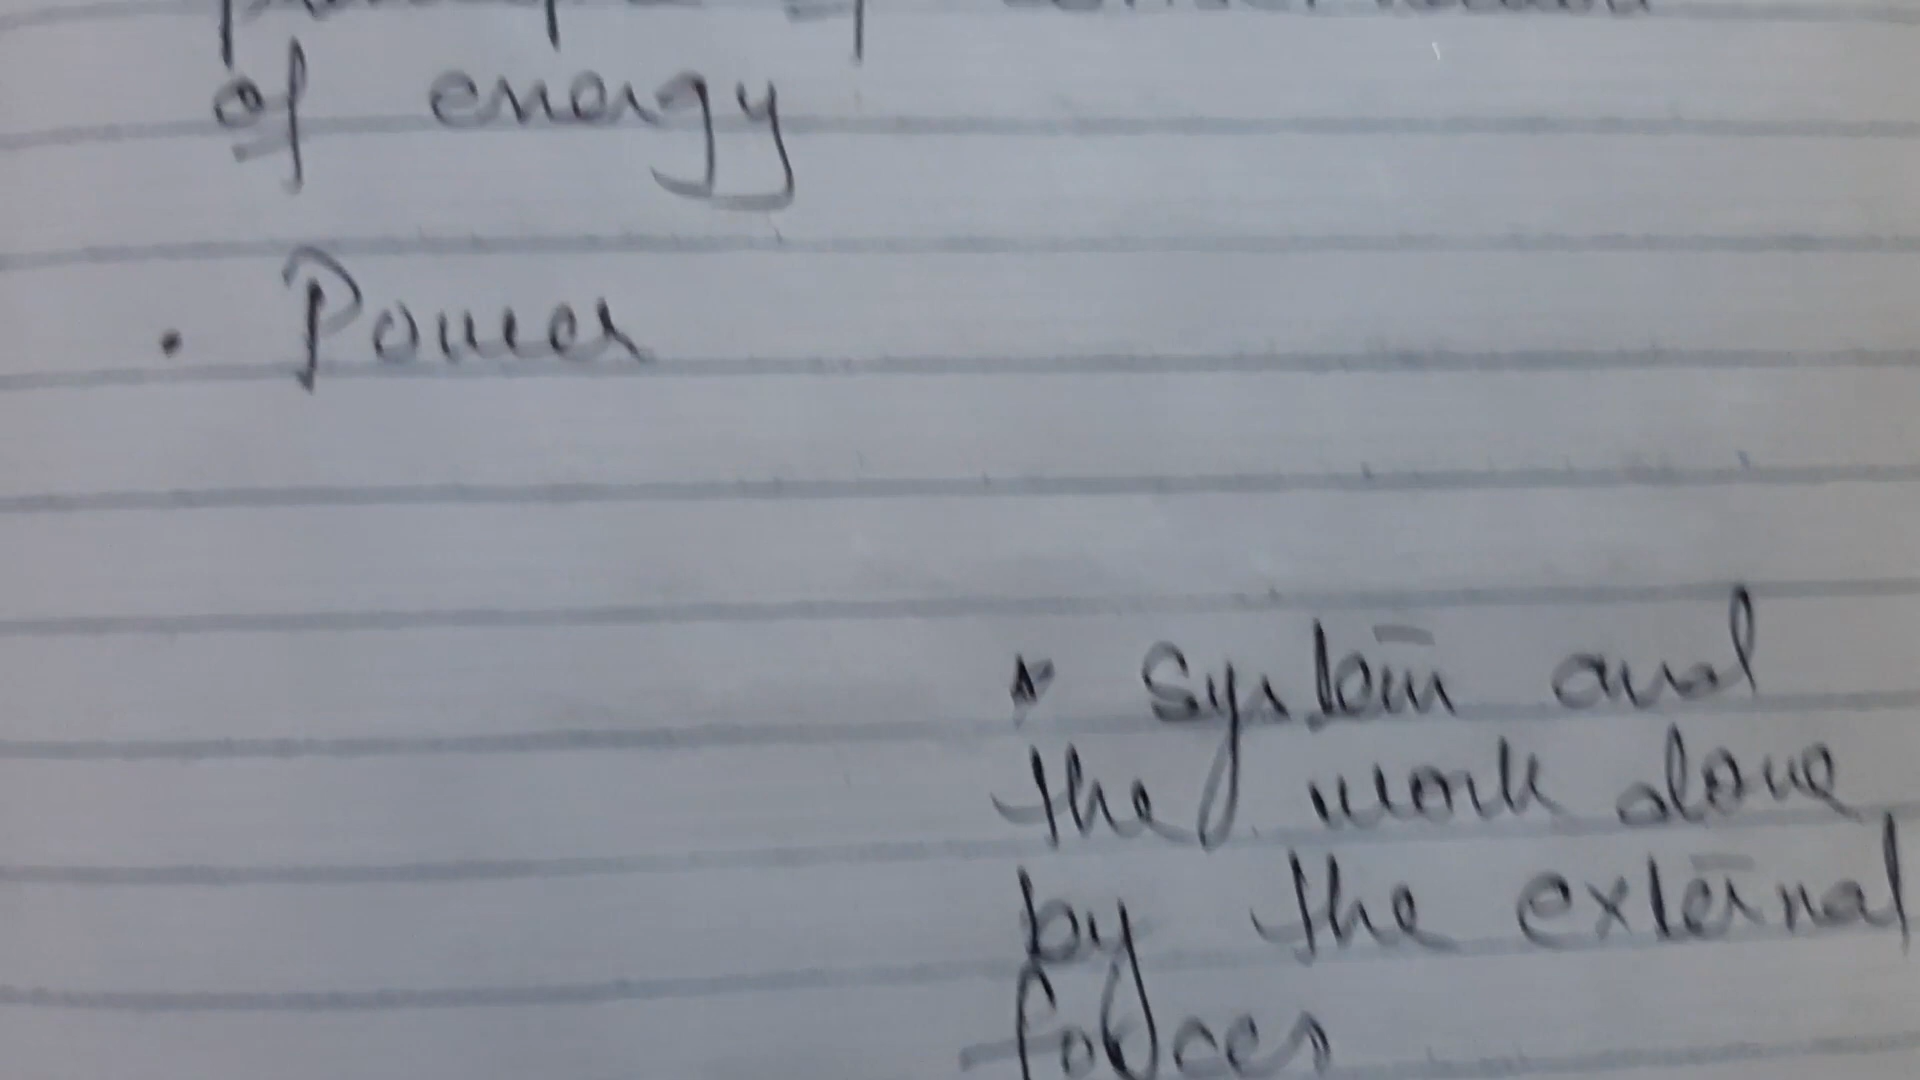 of energy
• Power
• System and
the work done
by the external
forces